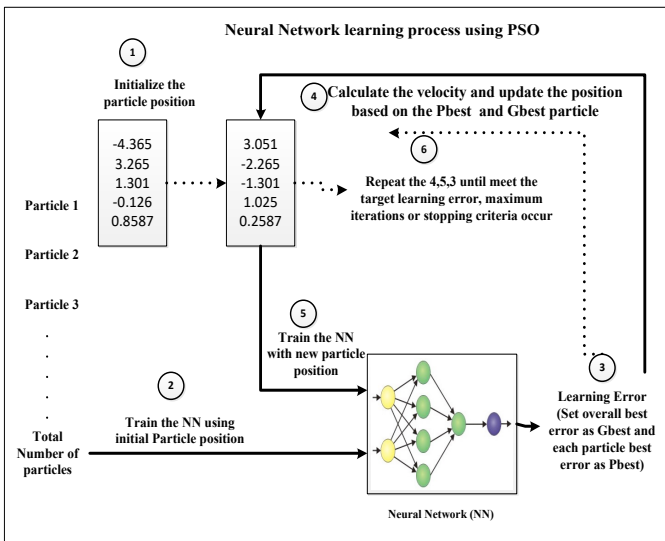 Neural Network learning process using PSO
1
Initialize the
particle position
4
Calculate the velocity and update the position
based on the Pbest and Gbest particle
6
Repeat the 4,5,3 until meet the
target learning error, maximum
iterations or stopping criteria occur
-4.365
3.265
1.301
-0.126
0.8587
3.051
-2.265
-1.301
1.025
0.2587
Particle 1
Particle 2
Particle 3
.
.
.
.
.
Total
Number of
particles
5
Train the NN
with new particle
position
2
Train the NN using
initial Particle position
3
Learning Error
(Set overall best
error as Gbest and
each particle best
error as Pbest)
Neural Network (NN)